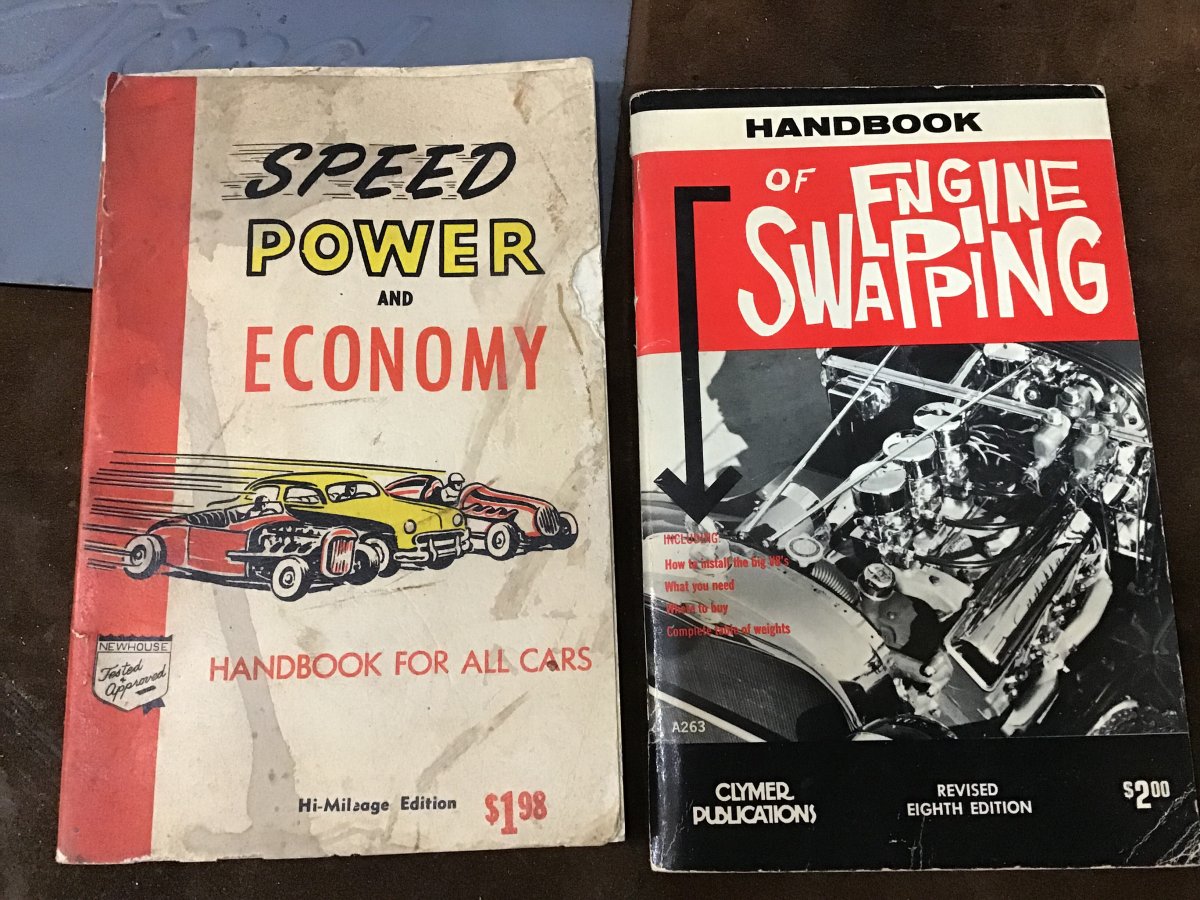 SPEED
POWER
AND
ECONOMY
NEWHOUSE
Tested
&
Approved
HANDBOOK FOR ALL CARS
Hi-Mileage Edition
$1.98
HANDBOOK
OF ENGINE
SWAPPING
INCLUDING
How to install the big V8's
What you need
Where to buy
Complete table of weights
A263
CLYMER
PUBLICATIONS
REVISED
EIGHTH EDITION
$2.00